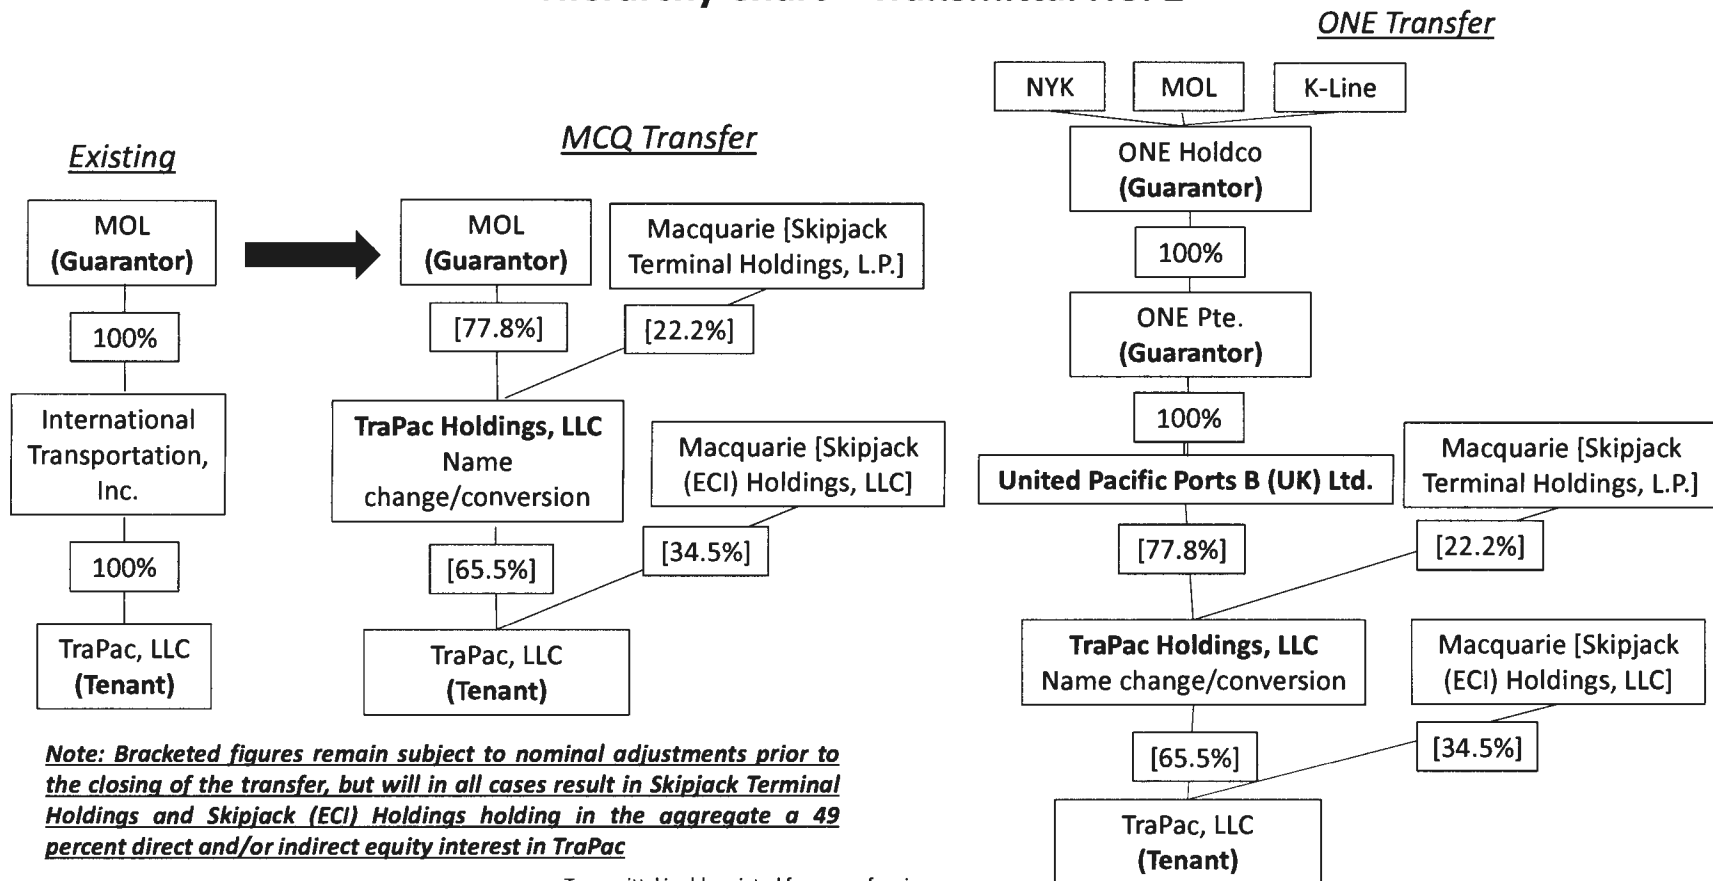 ONE Transfer
NYK
MOL
K-Line
ONE Holdco
(Guarantor)
100%
ONE Pte.
(Guarantor)
100%
United Pacific Ports B (UK) Ltd.
Macquarie [Skipjack
Terminal Holdings, L.P.]
[77.8%]
[22.2%]
TraPac Holdings, LLC
Name change/conversion
Macquarie [Skipjack
(ECI) Holdings, LLC]
[65.5%]
[34.5%]
TraPac, LLC
(Tenant)
MCQ Transfer
MOL
(Guarantor)
Macquarie [Skipjack
Terminal Holdings, L.P.]
[77.8%]
[22.2%]
TraPac Holdings, LLC
Name
change/conversion
Macquarie [Skipjack
(ECI) Holdings, LLC]
[65.5%]
[34.5%]
TraPac, LLC
(Tenant)
Existing
MOL
(Guarantor)
100%
International
Transportation,
Inc.
100%
TraPac, LLC
(Tenant)
Note: Bracketed figures remain subject to nominal adjustments prior to
the closing of the transfer, but will in all cases result in Skipjack Terminal
Holdings and Skipjack (ECI) Holdings holding in the aggregate a 49
percent direct and/or indirect equity interest in TraPac